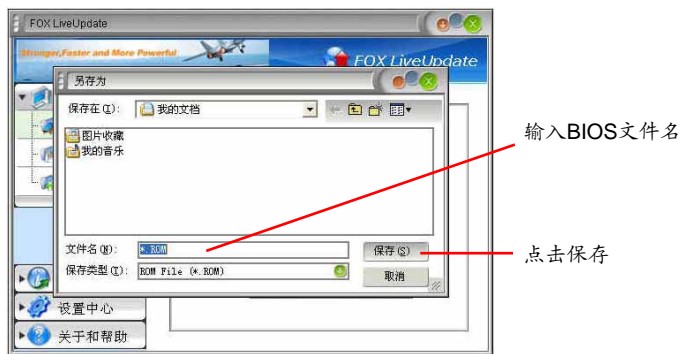 FOX LiveUpdate
Stronger,Faster and More Powerful
FOX LiveUpdate
另存为
保存在(I):
我的文档
图片收藏
我的音乐
输入BIOS文件名
文件名(N):
*.ROM
保存(S)
点击保存
保存类型(T):
ROM File (*.ROM)
取消
设置中心
关于和帮助